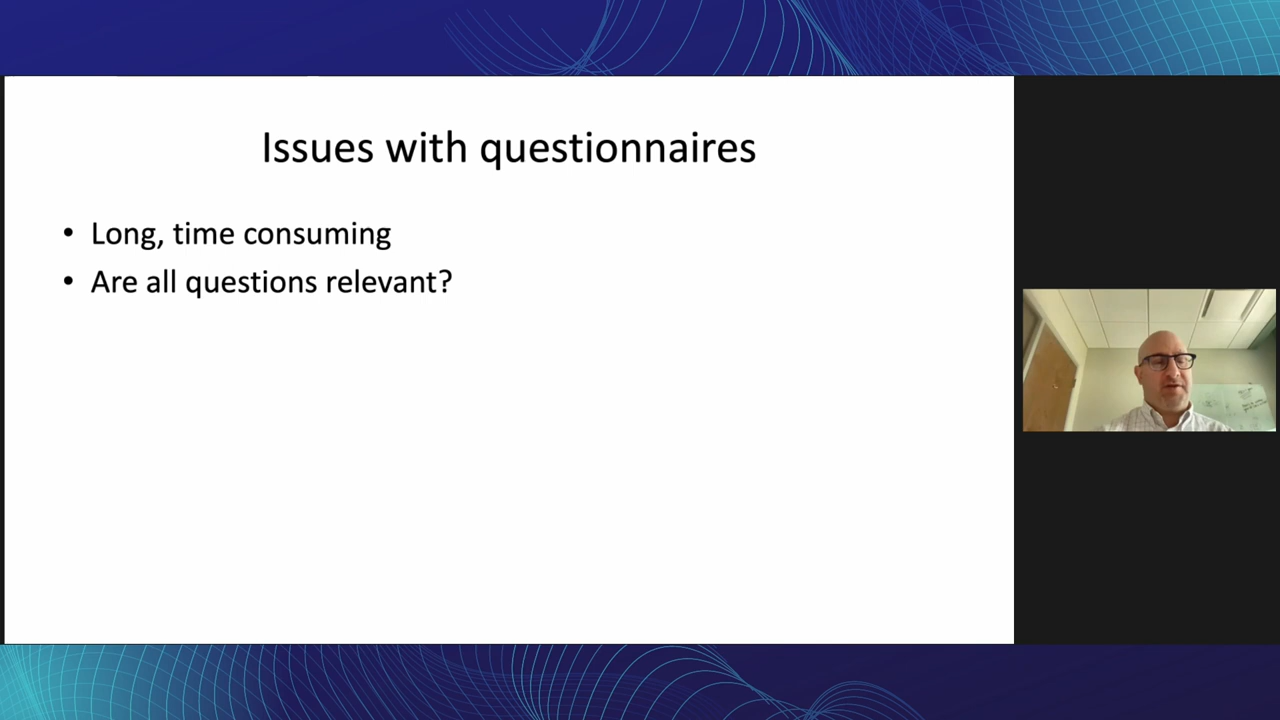 Issues with questionnaires
• Long, time consuming
• Are all questions relevant?